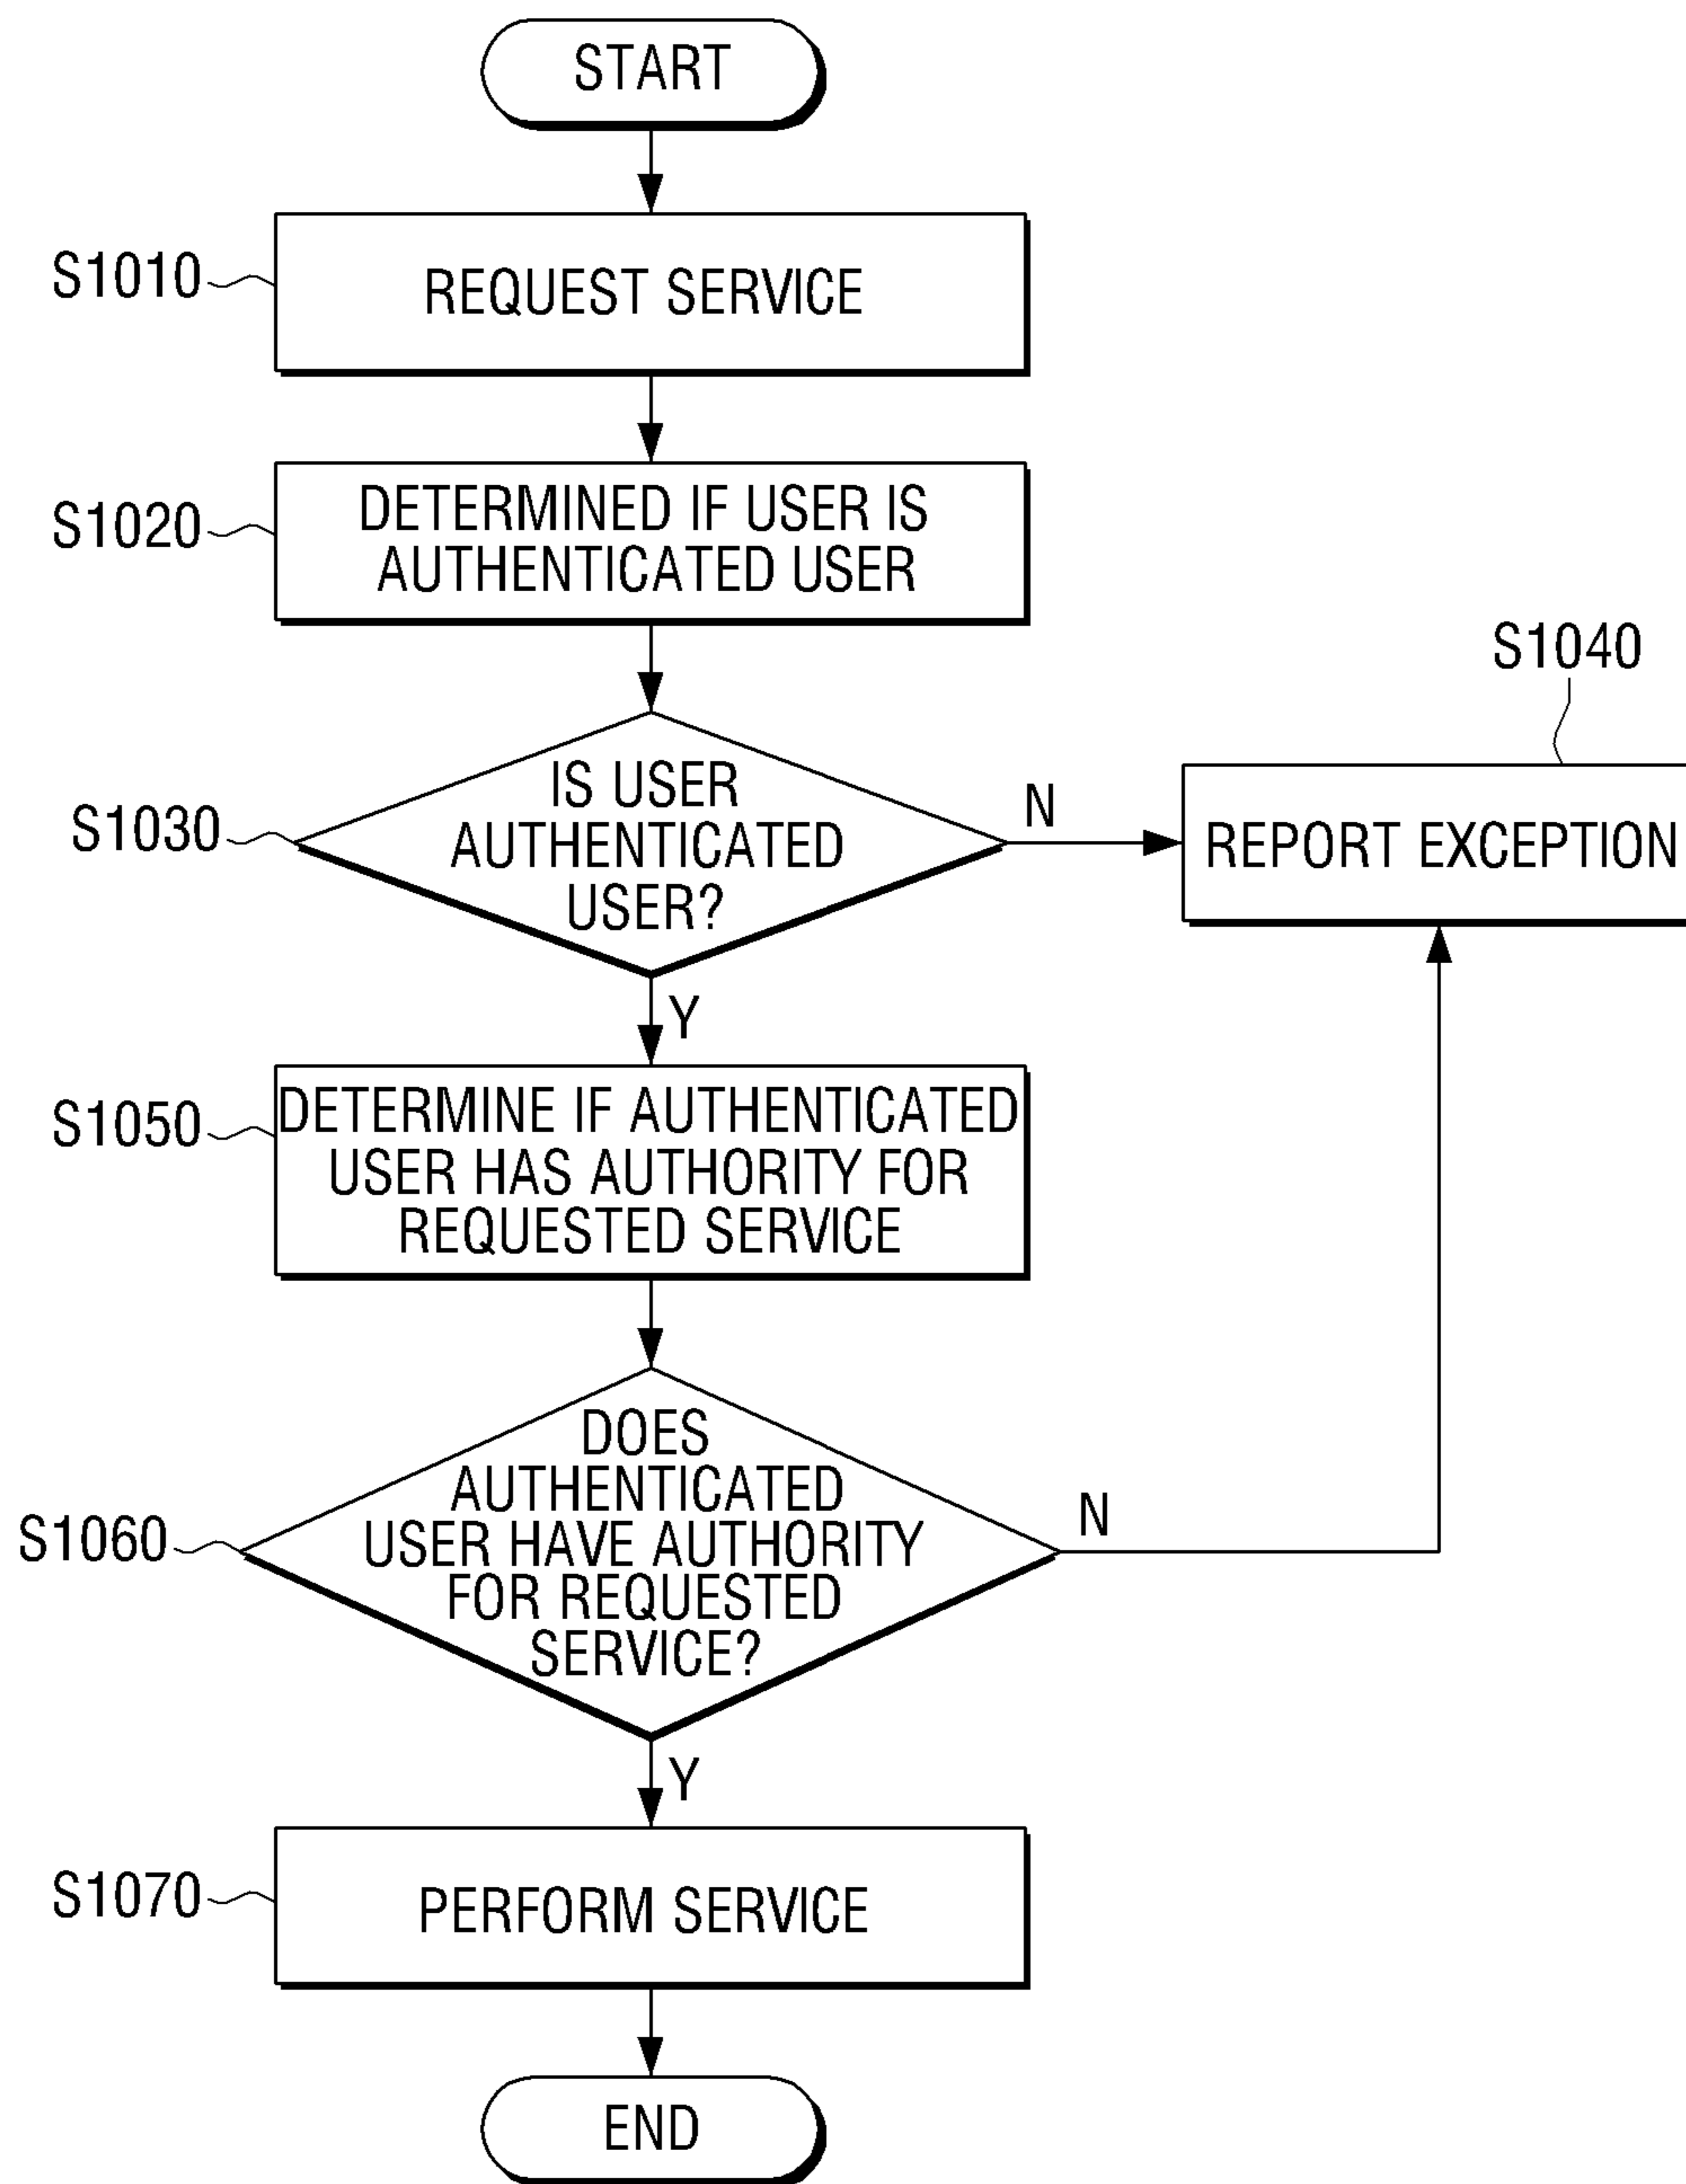 START
S1010
REQUEST SERVICE
S1020
DETERMINED IF USER IS
AUTHENTICATED USER
S1030
IS USER
AUTHENTICATED
USER?
N
S1040
REPORT EXCEPTION
Y
S1050
DETERMINE IF AUTHENTICATED
USER HAS AUTHORITY FOR
REQUESTED SERVICE
S1060
DOES
AUTHENTICATED
USER HAVE AUTHORITY
FOR REQUESTED
SERVICE?
N
Y
S1070
PERFORM SERVICE
END